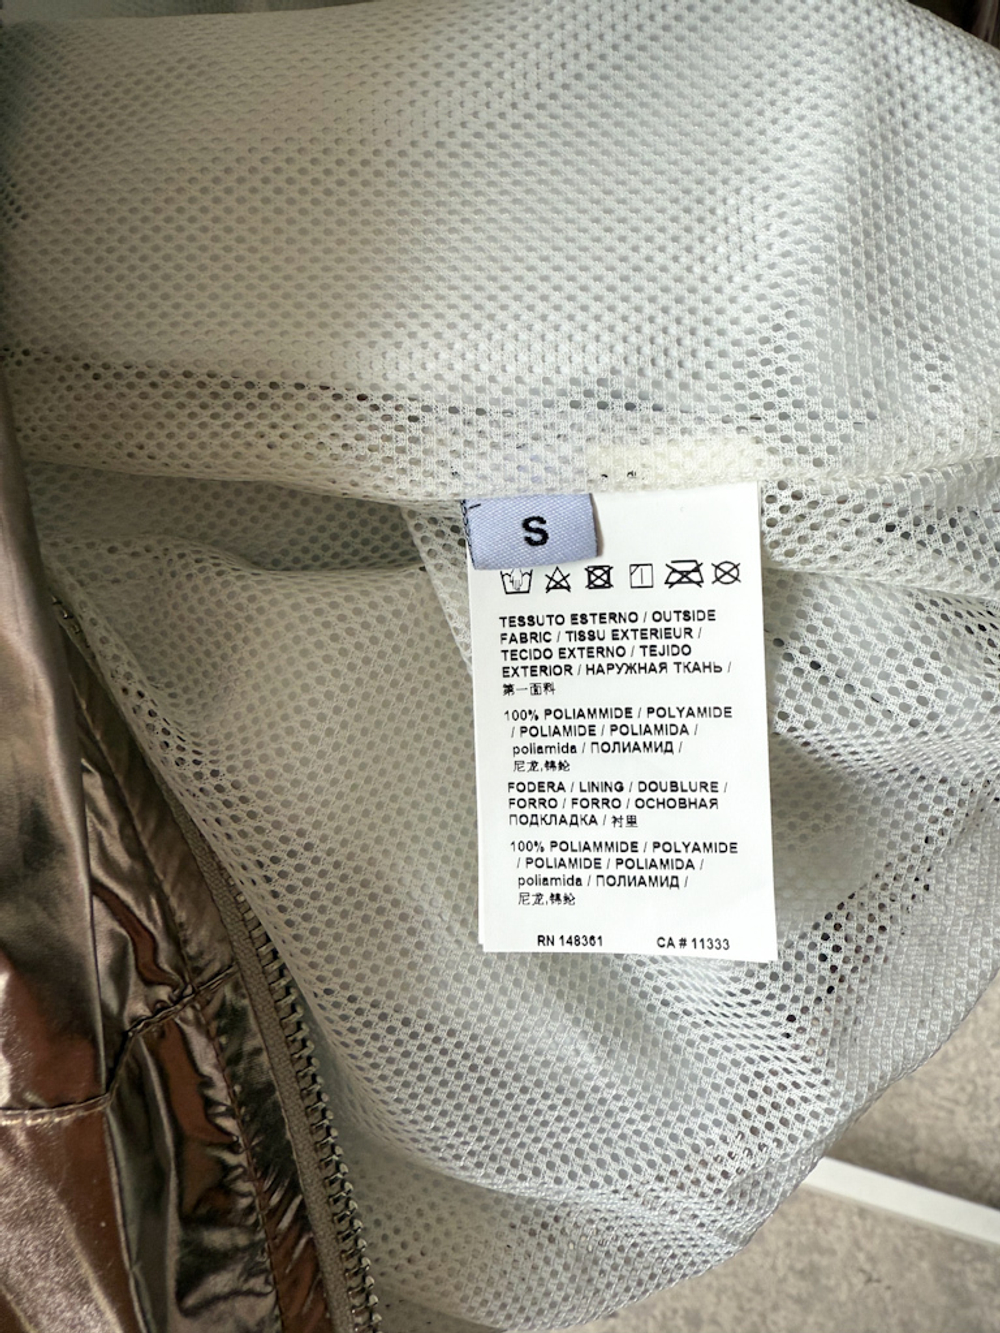 S
TESSUTO ESTERNO / OUTSIDE
FABRIC / TISSU EXTERIEUR /
TECIDO EXTERNO / TEJIDO
EXTERIOR / НАРУЖНАЯ ТКАНЬ /
第一面料
100% POLIAMMIDE / POLYAMIDE
/ POLIAMIDE / POLIAMIDA /
poliamida / ПОЛИАМИД /
尼龙,锦纶
FODERA / LINING / DOUBLURE /
FORRO / FORRO / ОСНОВНАЯ
ПОДКЛАДКА / 衬里
100% POLIAMMIDE / POLYAMIDE
/ POLIAMIDE / POLIAMIDA /
poliamida / ПОЛИАМИД /
尼龙,锦纶
RN 148361 CA # 11333